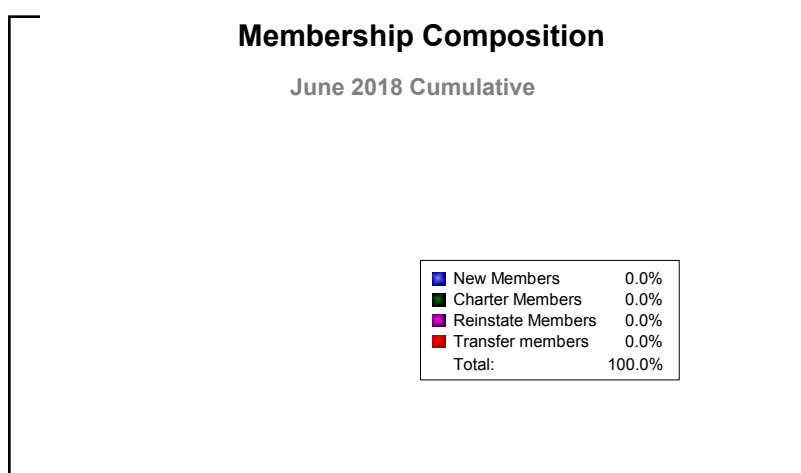 Membership Composition
June 2018 Cumulative
New Members 0.0%
Charter Members 0.0%
Reinstate Members 0.0%
Transfer members 0.0%
Total: 100.0%